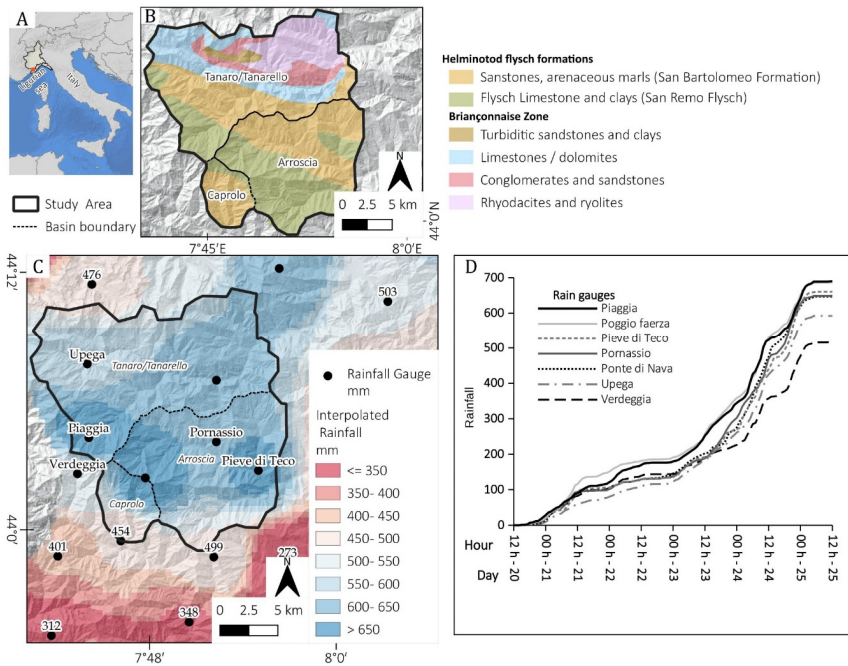 A
Ligurian
sea
Italy
Study Area
Basin boundary
B
Tanaro/Tanarello
Arroscia
Caprolo
N
0 2.5 5 km
7°45'E
8°0'E
44°0'N
Helminotod flysch formations
Sanstones, arenaceous marls (San Bartolomeo Formation)
Flysch Limestone and clays (San Remo Flysch)
Briançonnaise Zone
Turbiditic sandstones and clays
Limestones / dolomites
Conglomerates and sandstones
Rhyodacites and ryolites
C
44°12'
44°0'
476
503
Upega
Tanaro/Tanarello
Piaggia
Pornassio
Verdeggia
Arroscia
Pieve di Teco
Caprolo
454
401
499
273
348
312
N
0 2.5 5 km
7°48'
8°0'
Rainfall Gauge
mm
Interpolated
Rainfall
mm
<= 350
350- 400
400- 450
450- 500
500- 550
550- 600
600- 650
> 650
D
Rainfall
700
600
500
400
300
200
100
0
Rain gauges
Piaggia
Poggio faerza
Pieve di Teco
Pornassio
Ponte di Nava
Upega
Verdeggia
Hour
Day
12 h - 20
00 h - 21
12 h - 21
00 h - 22
12 h - 22
00 h - 23
12 h - 23
00 h - 24
12 h - 24
00 h - 25
12 h - 25